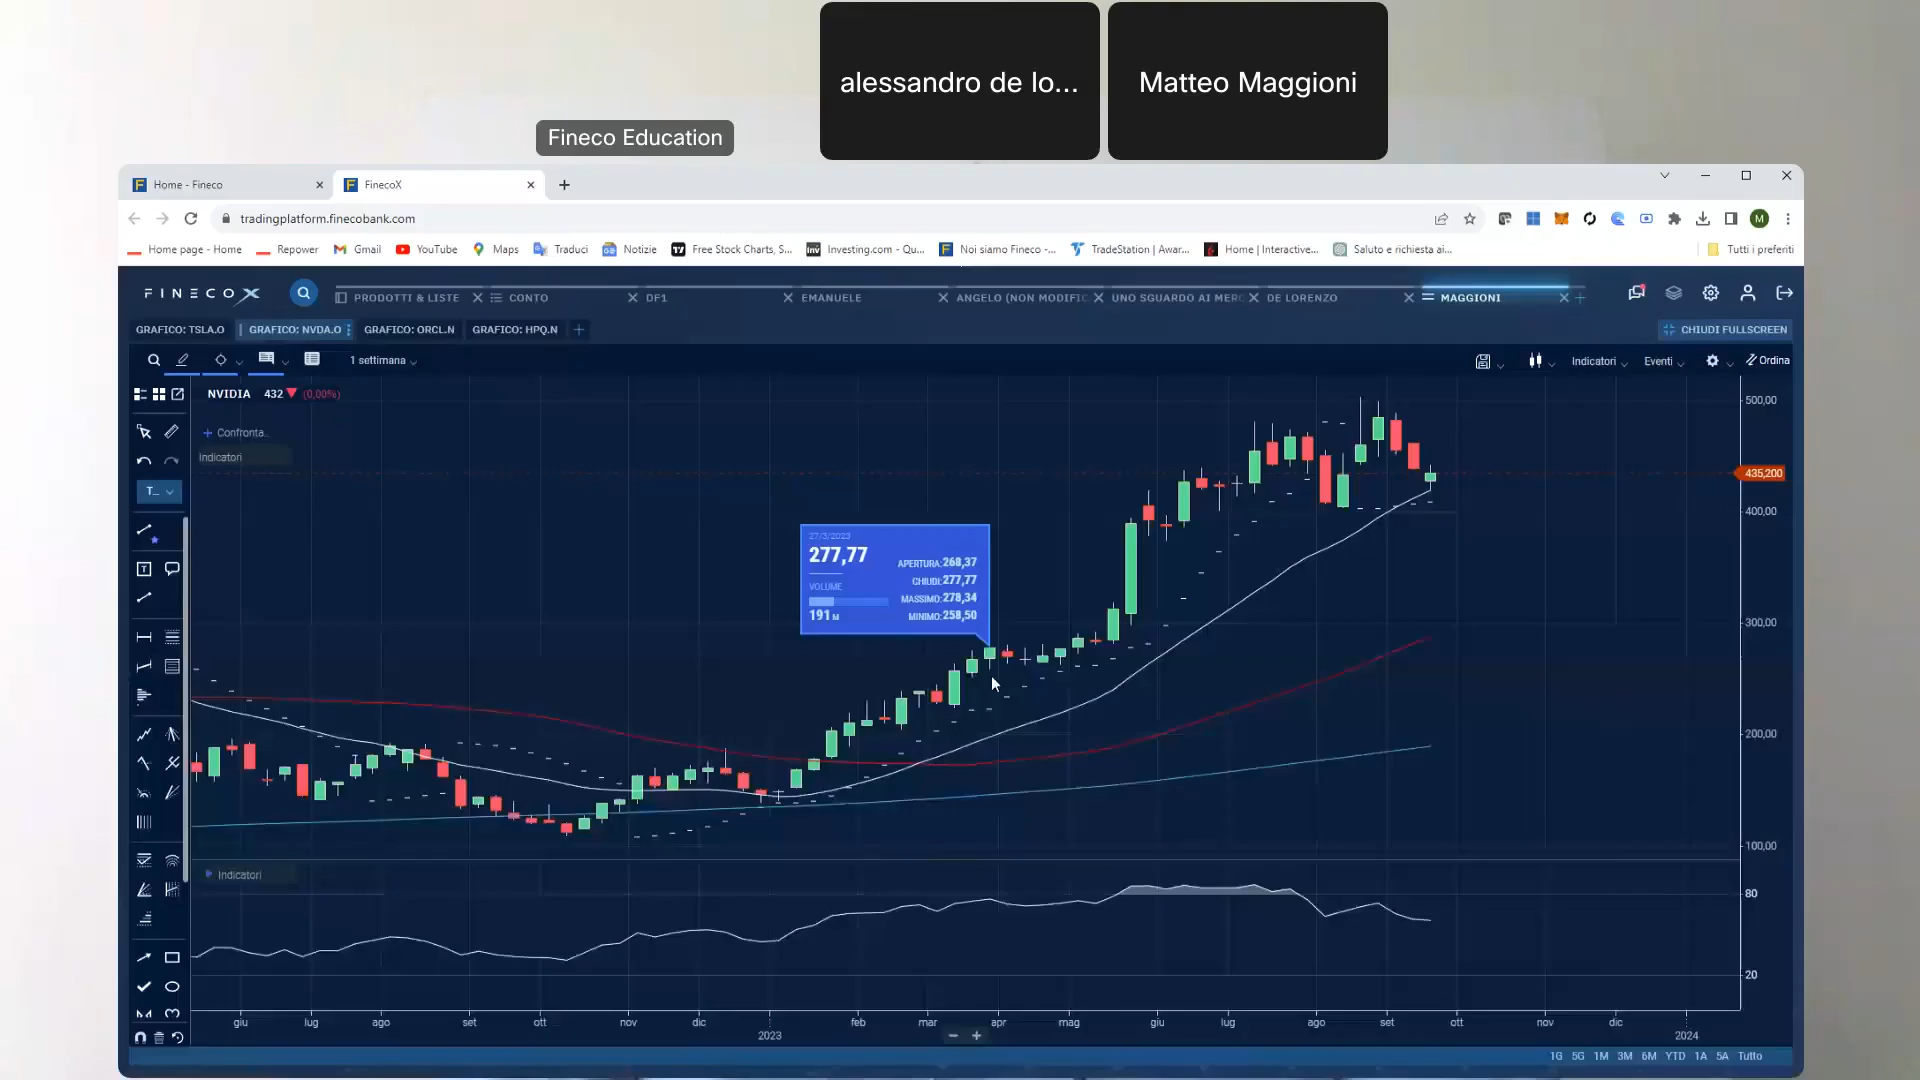 alessandro de lo...
Matteo Maggioni
Fineco Education
Home - Fineco
FinecoX
tradingplatform.finecobank.com
M
Home page - Home
Repower
Gmail
YouTube
Maps
Traduci
Notizie
Free Stock Charts, S...
Investing.com - Qu...
Noi siamo Fineco -...
TradeStation | Awar...
Home | Interactive...
Saluto e richiesta ai...
Tutti i preferiti
FINECOX
PRODOTTI & LISTE
CONTO
DF1
EMANUELE
ANGELO (NON MODIFIC
UNO SGUARDO AI MERC
DE LORENZO
MAGGIONI
GRAFICO: TSLA.O
GRAFICO: NVDA.O
GRAFICO: ORCL.N
GRAFICO: HPQ.N
CHIUDI FULLSCREEN
1 settimana
Indicatori
Eventi
Ordina
NVIDIA 432 (0,00%)
+ Confronta...
Indicatori
T...
27/3/2023
277,77
VOLUME
191 M
APERTURA: 268,37
CHIUDI: 277,77
MASSIMO: 278,34
MINIMO: 258,50
500,00
435,200
400,00
300,00
200,00
100,00
Indicatori
80
20
giu lug ago set ott nov dic feb mar apr mag giu lug ago set ott nov dic
2023 2024
1G 5G 1M 3M 6M YTD 1A 5A Tutto